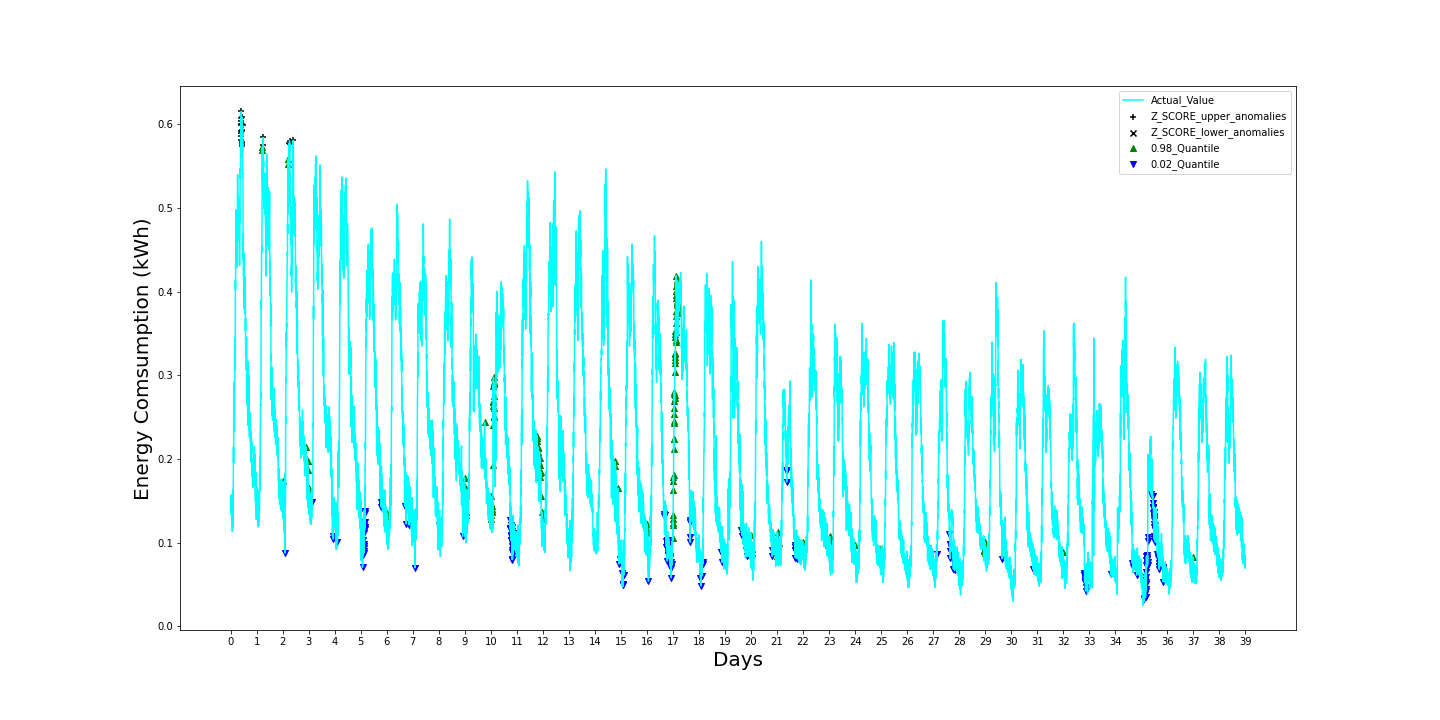 Actual_Value
Z_SCORE_upper_anomalies
Z_SCORE_lower_anomalies
0.98_Quantile
0.02_Quantile
0.6
0.5
0.4
0.3
0.2
0.1
0.0
Energy Comsumption (kWh)
0 1 2 3 4 5 6 7 8 9 10 11 12 13 14 15 16 17 18 19 20 21 22 23 24 25 26 27 28 29 30 31 32 33 34 35 36 37 38 39
Days